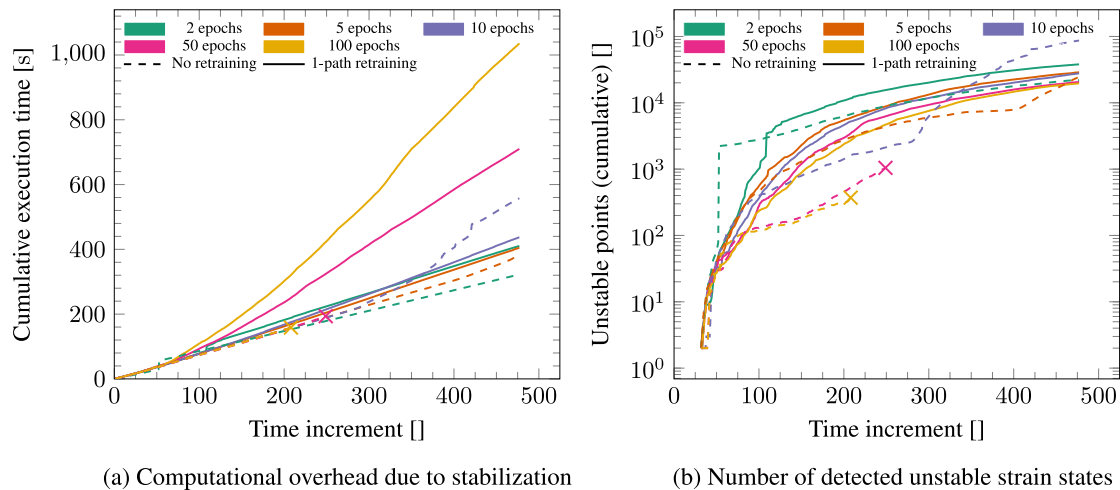 2 epochs
5 epochs
10 epochs
50 epochs
100 epochs
No retraining
1-path retraining
Cumulative execution time [s]
1,000
800
600
400
200
0
0
100
200
300
400
500
Time increment []
(a) Computational overhead due to stabilization
2 epochs
5 epochs
10 epochs
50 epochs
100 epochs
No retraining
1-path retraining
Unstable points (cumulative) []
10^5
10^4
10^3
10^2
10^1
10^0
0
100
200
300
400
500
Time increment []
(b) Number of detected unstable strain states